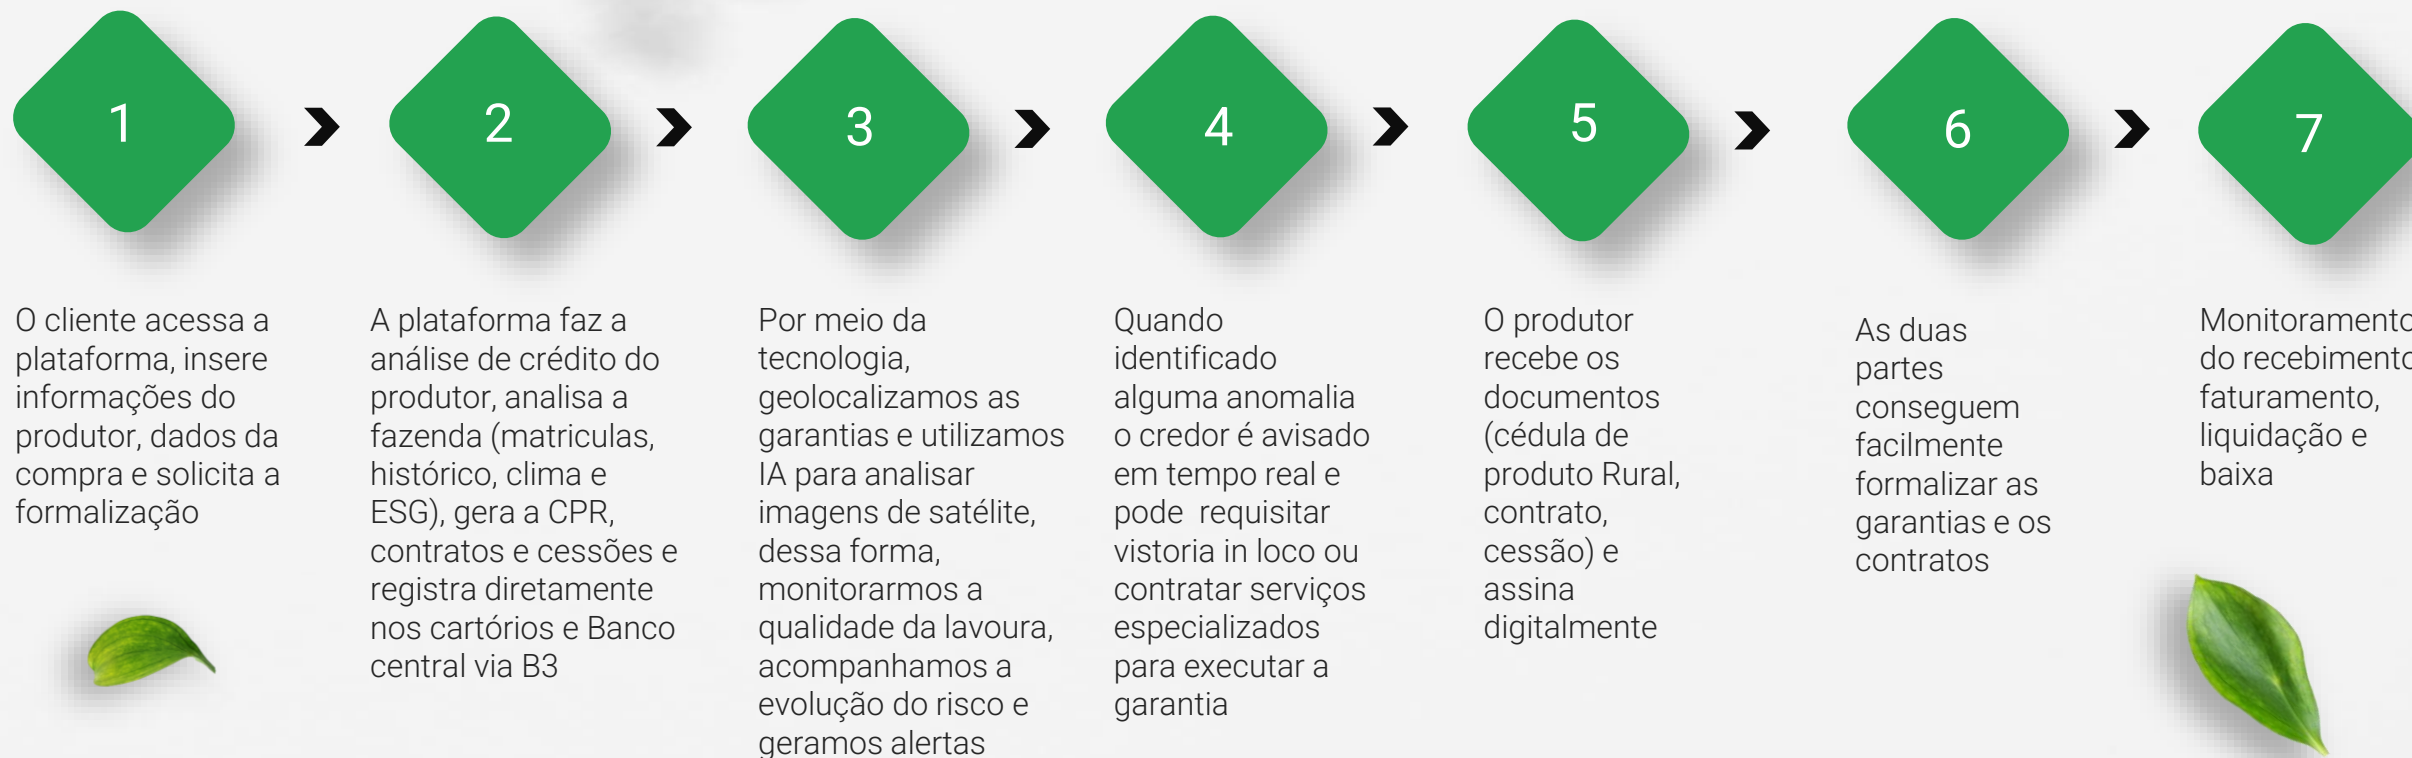 1
O cliente acessa a
plataforma, insere
informações do
produtor, dados da
compra e solicita a
formalização
2
A plataforma faz a
análise de crédito do
produtor, analisa a
fazenda (matriculas,
histórico, clima e
ESG), gera a CPR,
contratos e cessões e
registra diretamente
nos cartórios e Banco
central via B3
3
Por meio da
tecnologia,
geolocalizamos as
garantias e utilizamos
IA para analisar
imagens de satélite,
dessa forma,
monitorarmos a
qualidade da lavoura,
acompanhamos a
evolução do risco e
geramos alertas
4
Quando
identificado
alguma anomalia
o credor é avisado
em tempo real e
pode  requisitar
vistoria in loco ou
contratar serviços
especializados
para executar a
garantia
5
O produtor
recebe os
documentos
(cédula de
produto Rural,
contrato,
cessão) e
assina
digitalmente
6
As duas
partes
conseguem
facilmente
formalizar as
garantias e os
contratos
7
Monitoramento
do recebimento
faturamento,
liquidação e
baixa